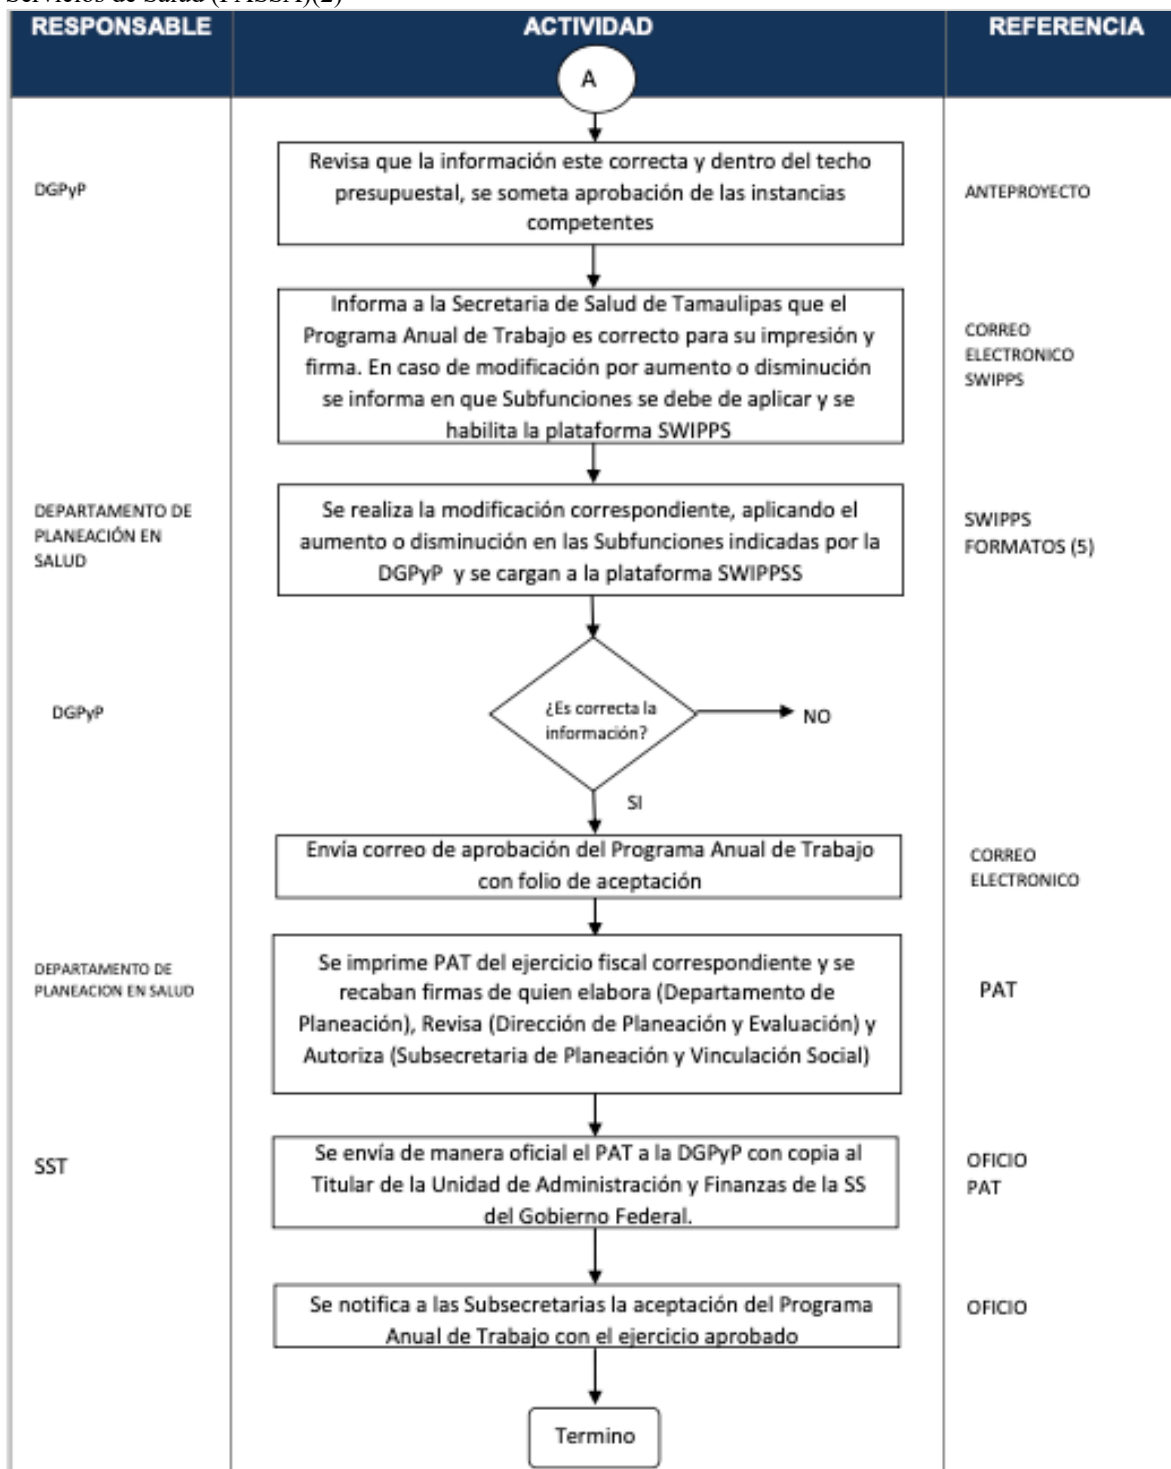 Servicios de Salud (FASSA)(2)
RESPONSABLE
ACTIVIDAD
REFERENCIA
A
DGPyP
Revisa que la información este correcta y dentro del techo
presupuestal, se someta aprobación de las instancias
competentes
ANTEPROYECTO
Informa a la Secretaria de Salud de Tamaulipas que el
Programa Anual de Trabajo es correcto para su impresión y
firma. En caso de modificación por aumento o disminución
se informa en que Subfunciones se debe de aplicar y se
habilita la plataforma SWIPPS
CORREO
ELECTRONICO
SWIPPS
DEPARTAMENTO DE
PLANEACIÓN EN
SALUD
Se realiza la modificación correspondiente, aplicando el
aumento o disminución en las Subfunciones indicadas por la
DGPyP y se cargan a la plataforma SWIPPSS
SWIPPS
FORMATOS (5)
DGPyP
¿Es correcta la
información?
NO
SI
Envía correo de aprobación del Programa Anual de Trabajo
con folio de aceptación
CORREO
ELECTRONICO
DEPARTAMENTO DE
PLANEACION EN SALUD
Se imprime PAT del ejercicio fiscal correspondiente y se
recaban firmas de quien elabora (Departamento de
Planeación), Revisa (Dirección de Planeación y Evaluación) y
Autoriza (Subsecretaria de Planeación y Vinculación Social)
PAT
SST
Se envía de manera oficial el PAT a la DGPyP con copia al
Titular de la Unidad de Administración y Finanzas de la SS
del Gobierno Federal.
OFICIO
PAT
Se notifica a las Subsecretarias la aceptación del Programa
Anual de Trabajo con el ejercicio aprobado
OFICIO
Termino